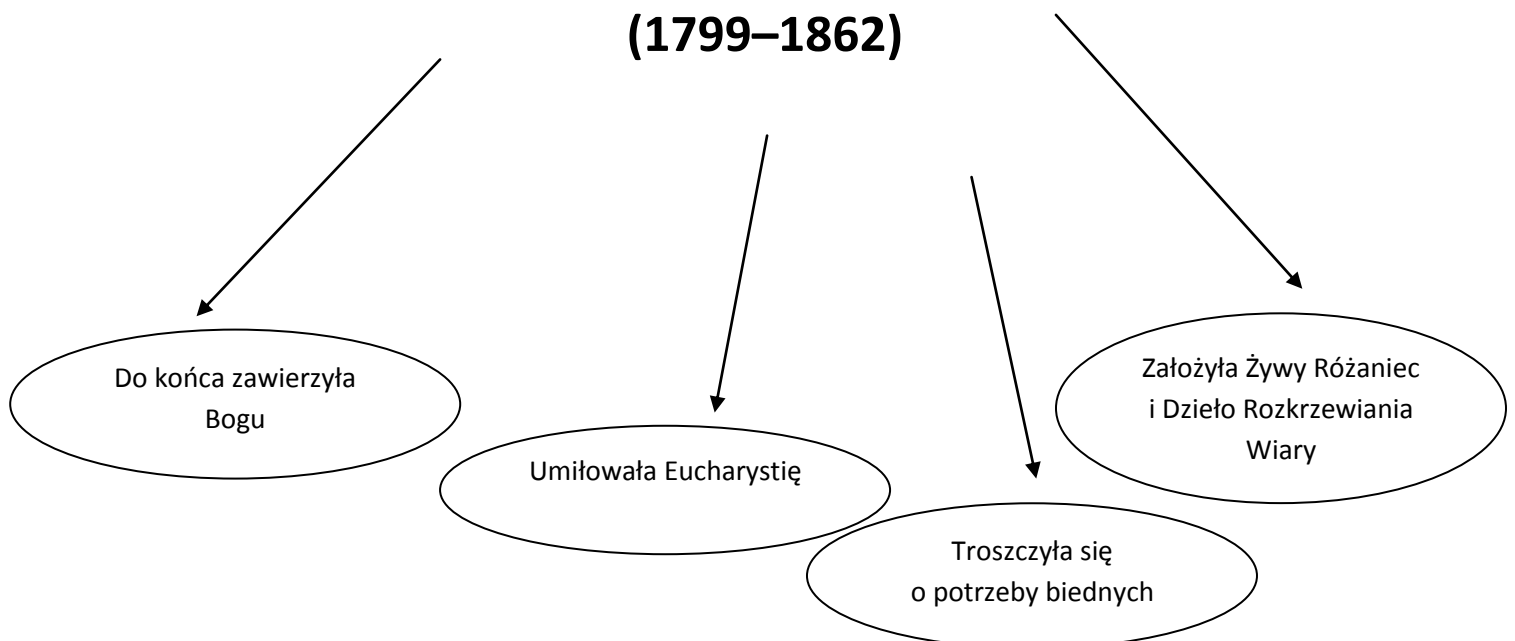 (1799–1862)
Do końca zawierzyła
Bogu
Umiłowała Eucharystię
Troszczyła się
o potrzeby biednych
Założyła Żywy Różaniec
i Dzieło Rozkrzewiania
Wiary